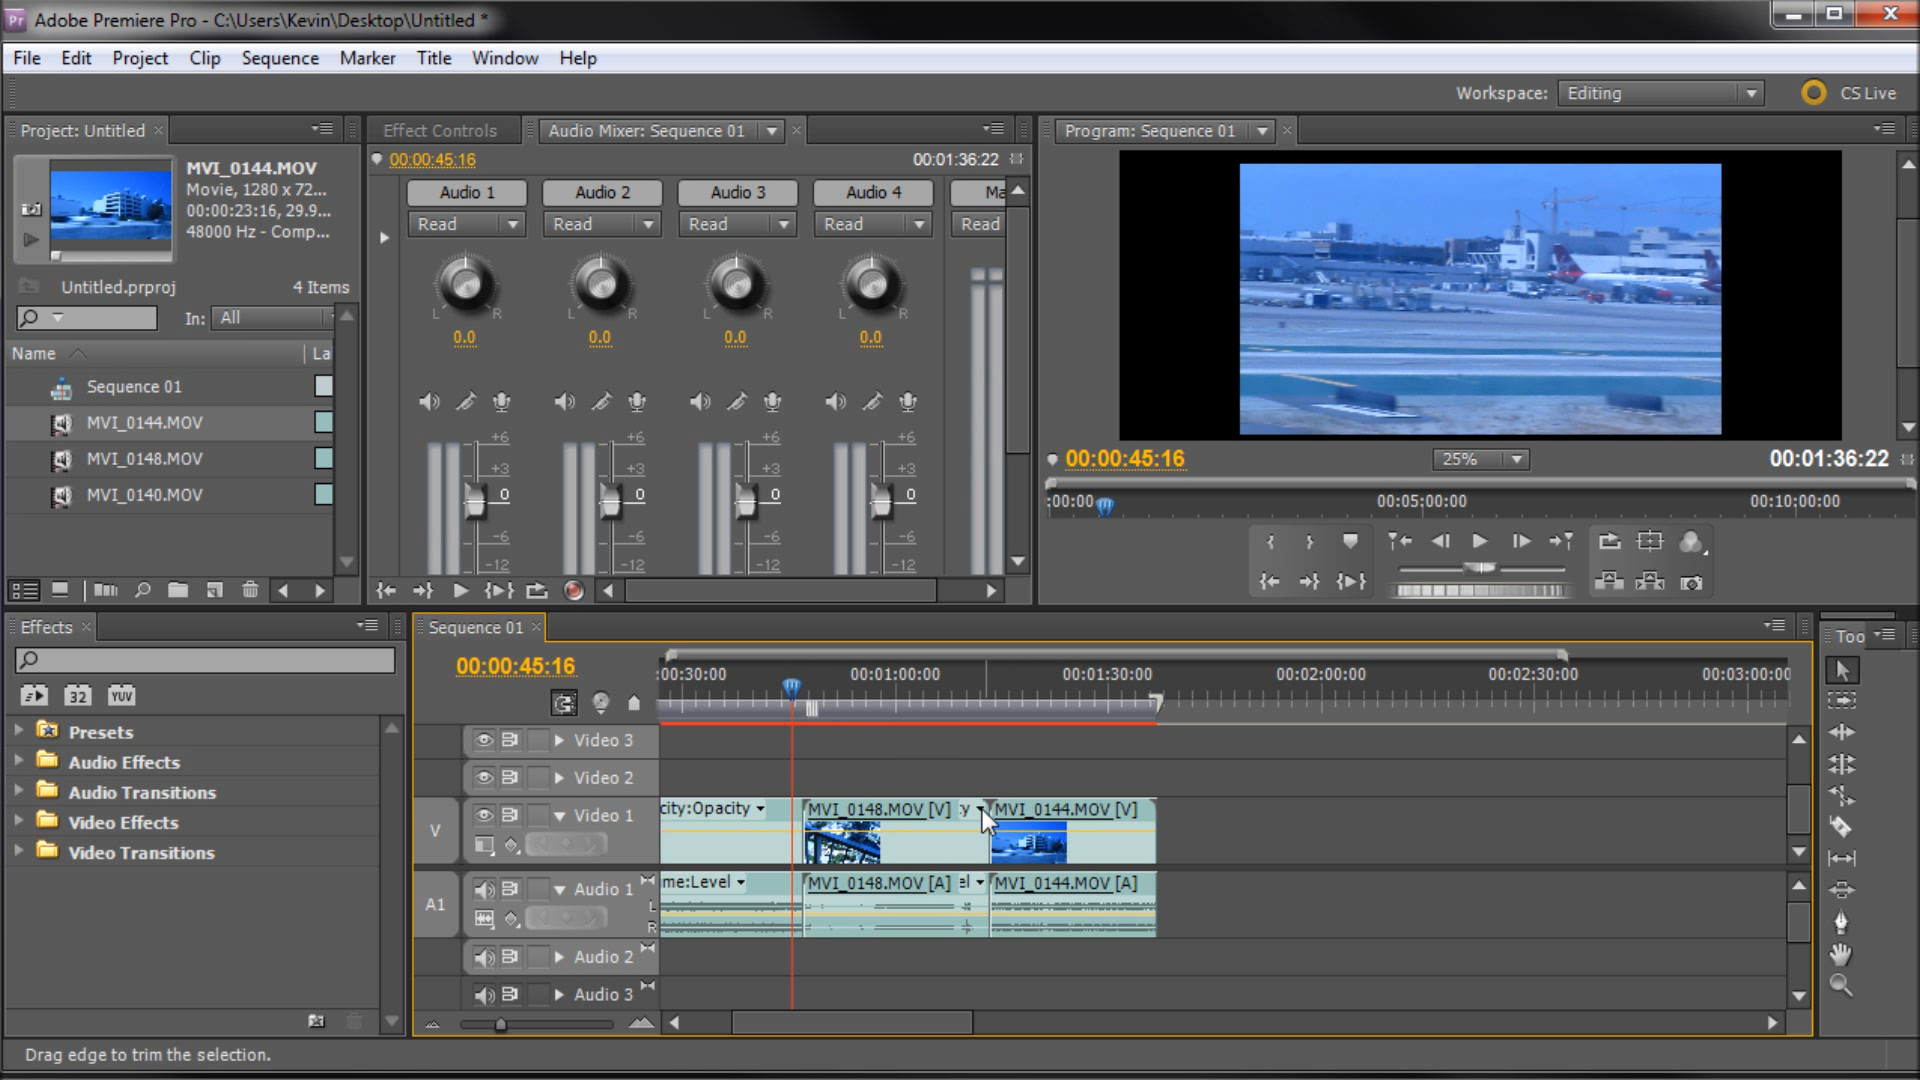 Pr Adobe Premiere Pro - C:\Users\Kevin\Desktop\Untitled *
File Edit Project Clip Sequence Marker Title Window Help
Workspace: Editing CS Live
Project: Untitled
MVI_0144.MOV
Movie, 1280 x 72...
00:00:23:16, 29.9...
48000 Hz - Comp...
Untitled.prproj 4 Items
In: All
Name La
Sequence 01
MVI_0144.MOV
MVI_0148.MOV
MVI_0140.MOV
Effect Controls Audio Mixer: Sequence 01
00:00:45:16 00:01:36:22
Audio 1 Audio 2 Audio 3 Audio 4 Ma
Read Read Read Read Read
L R L R L R L R
0.0 0.0 0.0 0.0
+6 +6 +6 +6
+3 +3 +3 +3
0 0 0 0
-6 -6 -6 -6
-12 -12 -12 -12
Program: Sequence 01
00:00:45:16 25% 00:01:36:22
:00:00 00:05:00:00 00:10:00:00
Effects
32 YUV
Presets
Audio Effects
Audio Transitions
Video Effects
Video Transitions
Sequence 01
00:00:45:16
:00:30:00 00:01:00:00 00:01:30:00 00:02:00:00 00:02:30:00 00:03:00:00
Video 3
Video 2
V Video 1 city:Opacity MVI_0148.MOV [V] :y MVI_0144.MOV [V]
A1 Audio 1 me:Level MVI_0148.MOV [A] el MVI_0144.MOV [A]
L
R
Audio 2
Audio 3
Too
Drag edge to trim the selection.